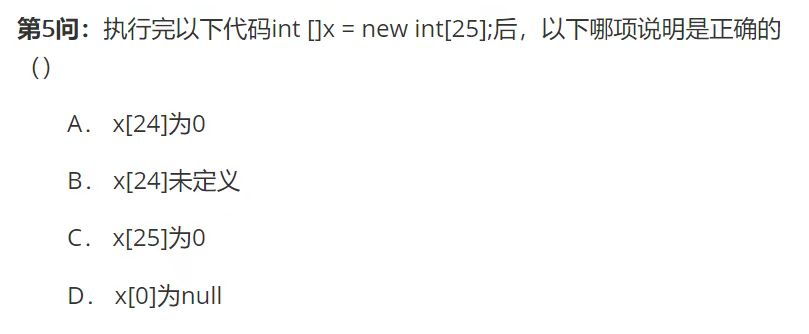 第5问：执行完以下代码int []x = new int[25];后，以下哪项说明是正确的
（）
A． x[24]为0
B． x[24]未定义
C． x[25]为0
D． x[0]为null